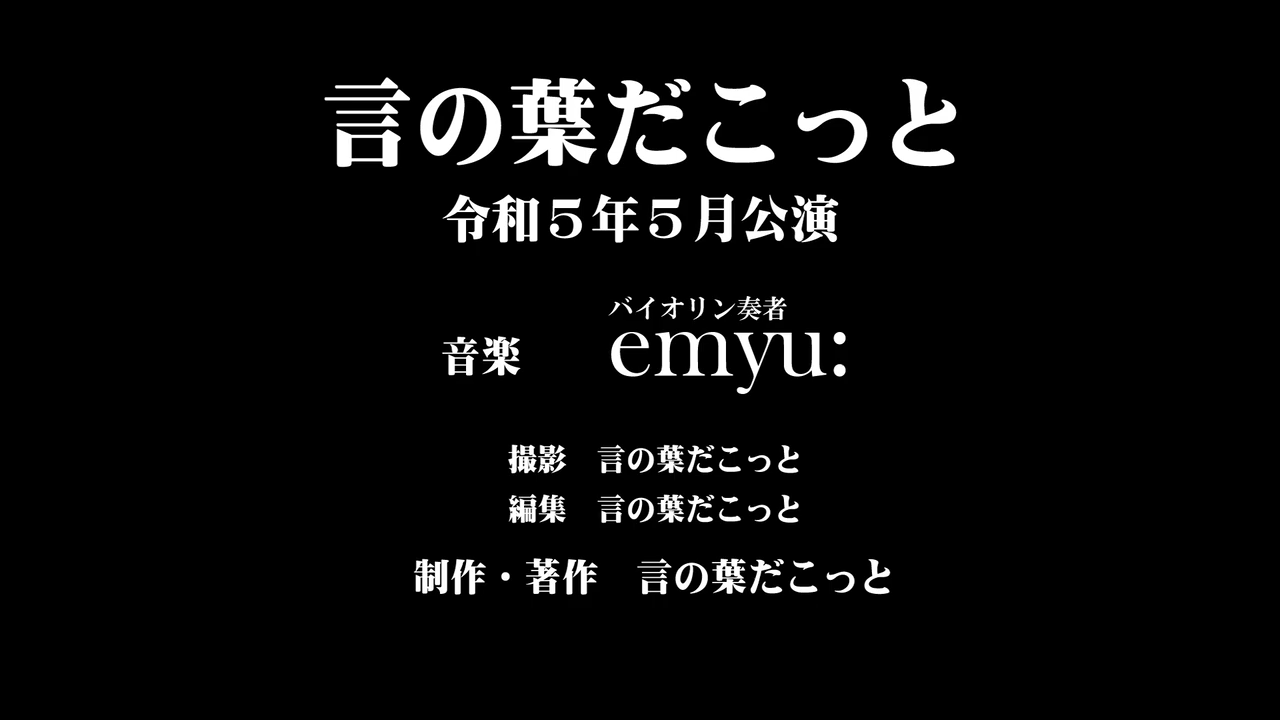 言の葉だこっと
令和５年５月公演
バイオリン奏者
音楽　emyu:
撮影　言の葉だこっと
編集　言の葉だこっと
制作・著作　言の葉だこっと